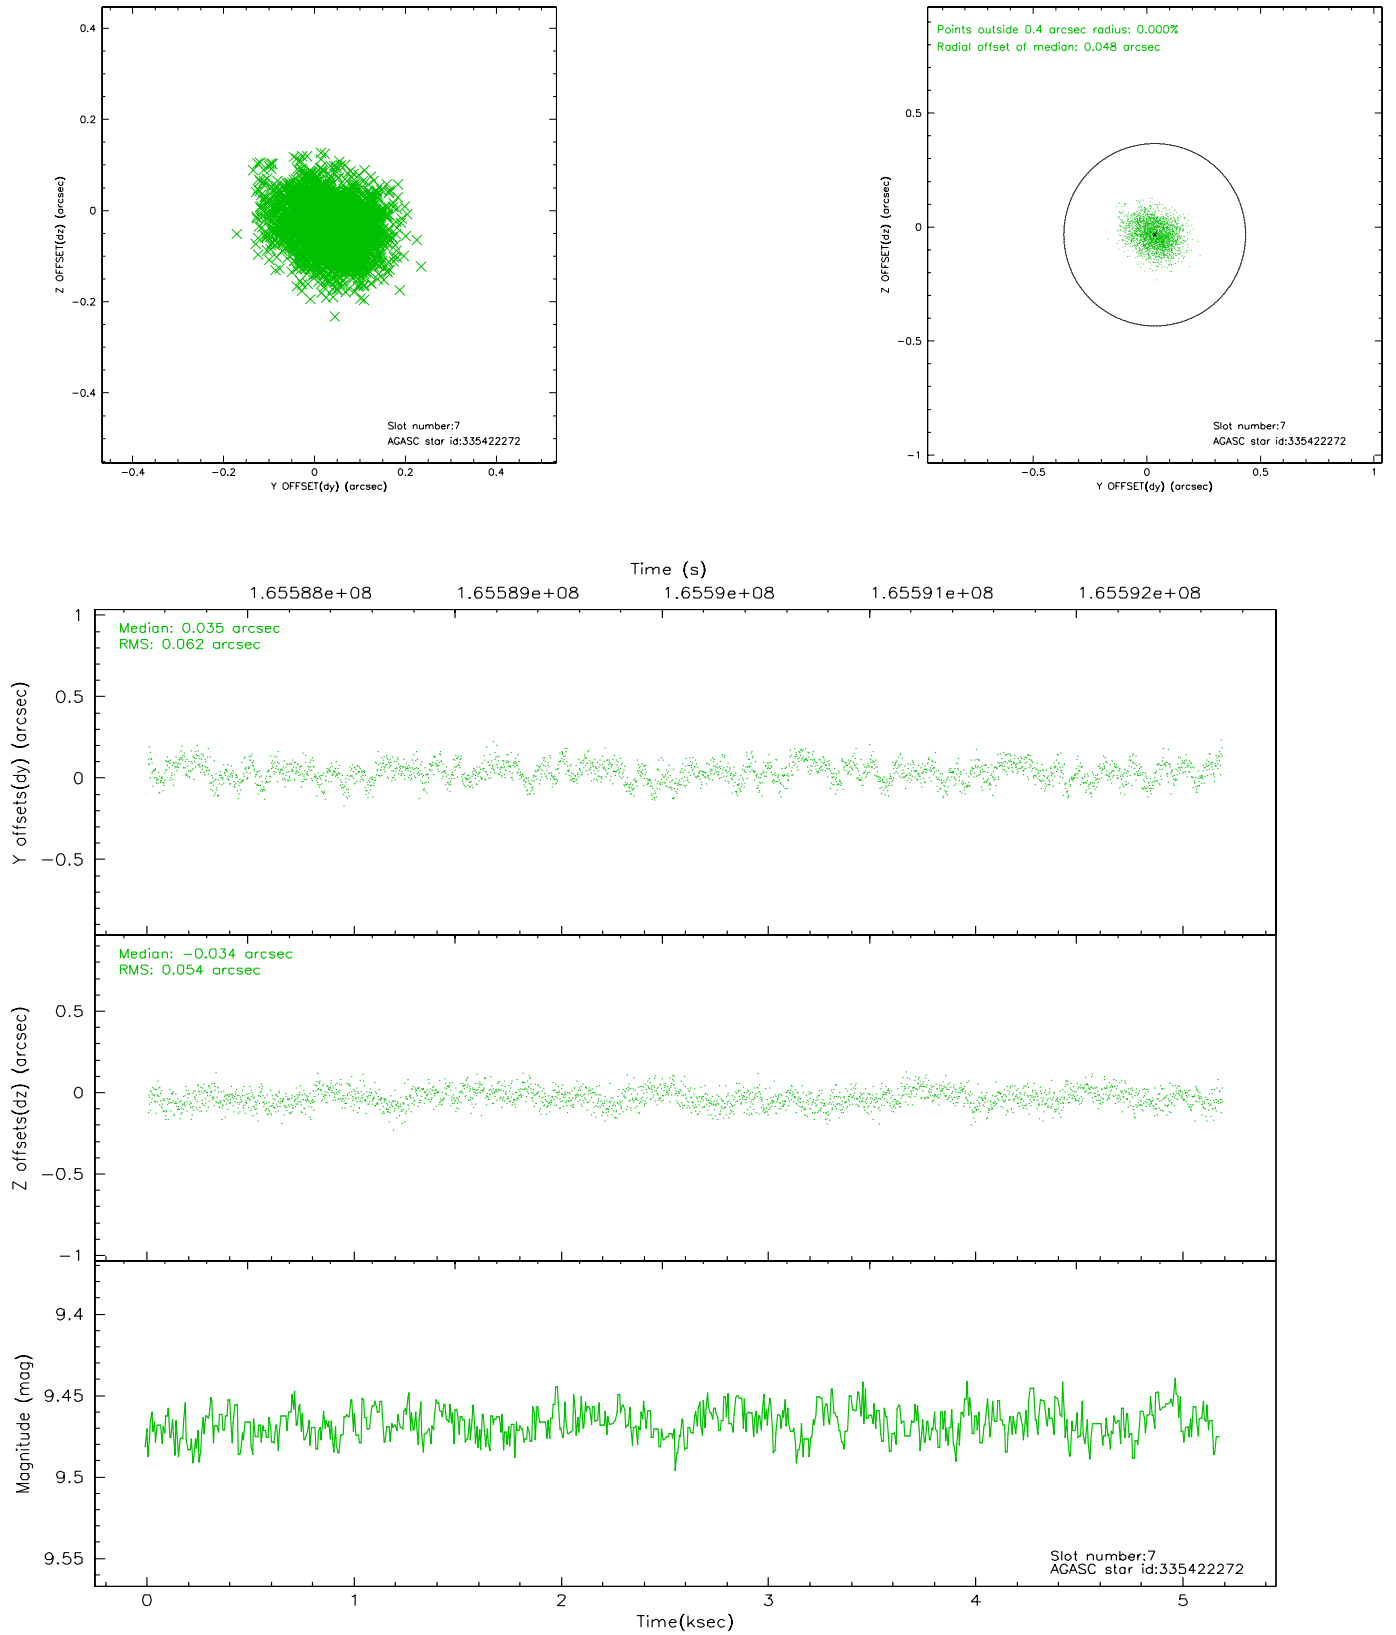 0.4
0.2
0
−0.2
−0.4
Z OFFSET(dz) (arcsec)
Slot number:7
AGASC star id:335422272
−0.4 −0.2 0 0.2 0.4
Y OFFSET(dy) (arcsec)
Points outside 0.4 arcsec radius: 0.000%
Radial offset of median: 0.048 arcsec
0.5
0
−0.5
−1
Z OFFSET(dz) (arcsec)
Slot number:7
AGASC star id:335422272
−0.5 0 0.5 1
Y OFFSET(dy) (arcsec)
Time (s)
1.65588e+08 1.65589e+08 1.6559e+08 1.65591e+08 1.65592e+08
Median: 0.035 arcsec
RMS: 0.062 arcsec
1
0.5
0
−0.5
Y offsets(dy) (arcsec)
Median: −0.034 arcsec
RMS: 0.054 arcsec
0.5
0
−0.5
−1
Z offsets(dz) (arcsec)
9.4
9.45
9.5
9.55
Magnitude (mag)
Slot number:7
AGASC star id:335422272
0 1 2 3 4 5
Time(ksec)